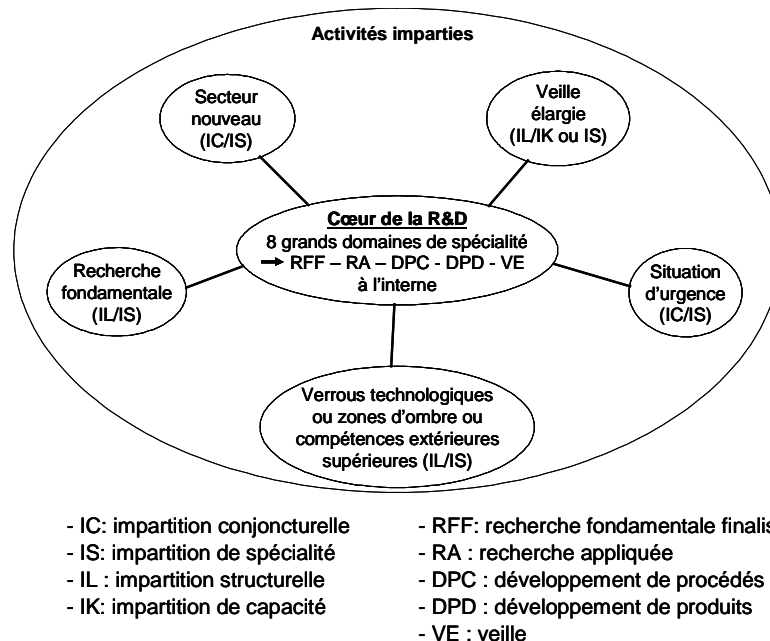 Activités imparties
Secteur
nouveau
(IC/IS)
Veille
élargie
(IL/IK ou IS)
Cœur de la R&D
8 grands domaines de spécialité
→ RFF – RA – DPC - DPD - VE
à l'interne
Recherche
fondamentale
(IL/IS)
Situation
d'urgence
(IC/IS)
Verrous technologiques
ou zones d'ombre ou
compétences extérieures
supérieures (IL/IS)
- IC: impartition conjoncturelle
- IS: impartition de spécialité
- IL : impartition structurelle
- IK: impartition de capacité
- RFF: recherche fondamentale finalis
- RA : recherche appliquée
- DPC : développement de procédés
- DPD : développement de produits
- VE : veille